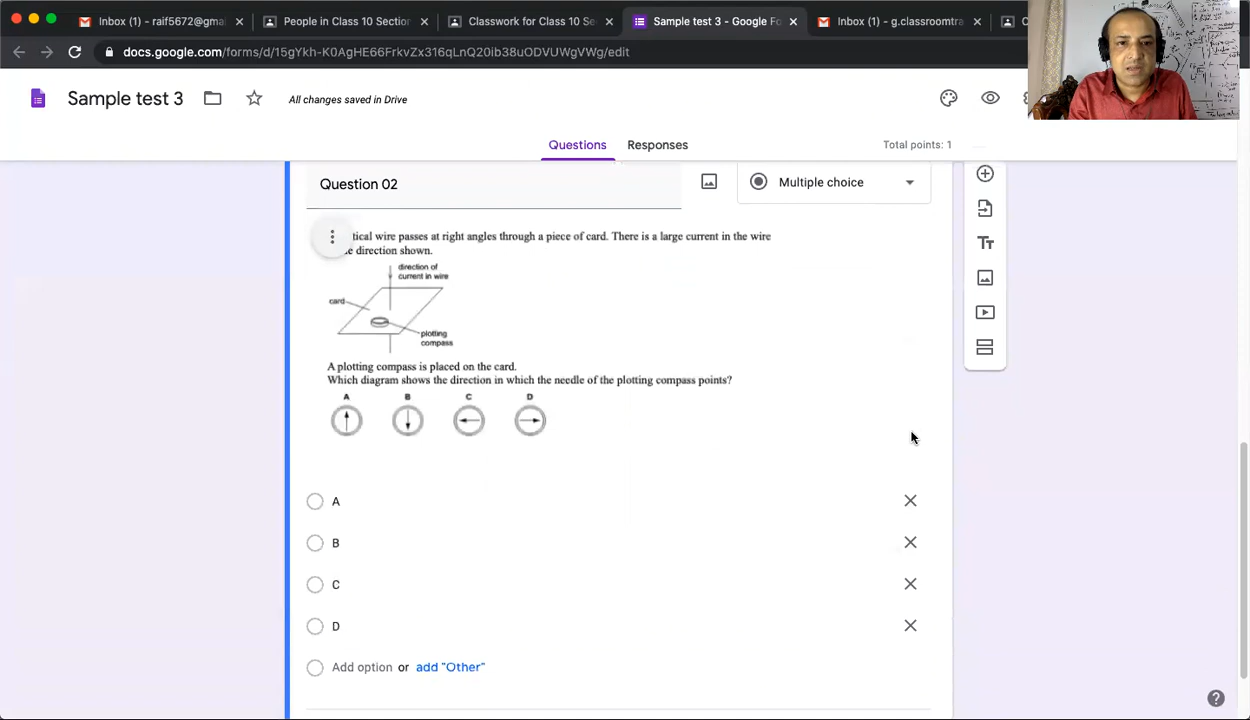 Inbox (1) - raif5672@gmai
People in Class 10 Section
Classwork for Class 10 Se
Sample test 3 - Google Fo
Inbox (1) - g.classroomtra
docs.google.com/forms/d/15gYkh-K0AgHE66FrkvZx316qLnQ20ib38uODVUWgVWg/edit
Sample test 3
All changes saved in Drive
Questions
Responses
Total points: 1
Question 02
Multiple choice
tical wire passes at right angles through a piece of card. There is a large current in the wire
e direction shown.
direction of
current in wire
card
plotting
compass
A plotting compass is placed on the card.
Which diagram shows the direction in which the needle of the plotting compass points?
A B C D
A
B
C
D
Add option or add "Other"